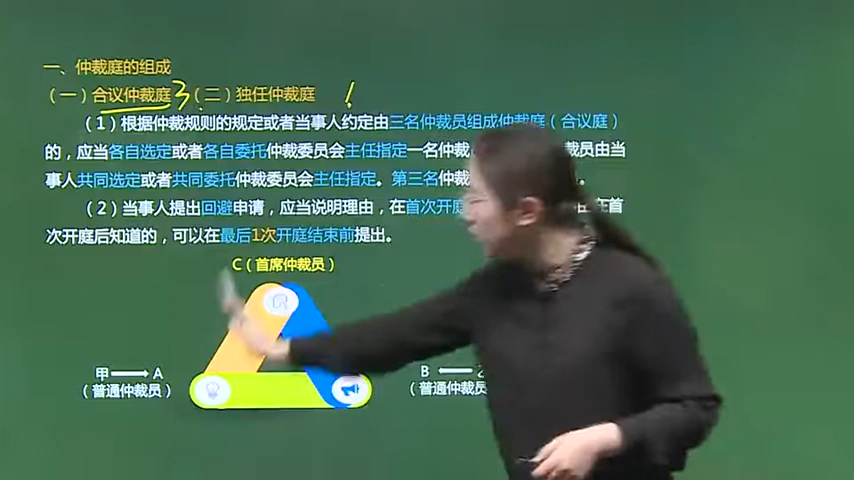 一、仲裁庭的组成
（一）合议仲裁庭3（二）独任仲裁庭 1
（1）根据仲裁规则的规定或者当事人约定由三名仲裁员组成仲裁庭（合议庭）
的，应当各自选定或者各自委托仲裁委员会主任指定一名仲裁 裁员由当
事人共同选定或者共同委托仲裁委员会主任指定。第三名仲裁 。
（2）当事人提出回避申请，应当说明理由，在首次开庭 在首
次开庭后知道的，可以在最后1次开庭结束前提出。
C（首席仲裁员）
甲 A B
（普通仲裁员） （普通仲裁员